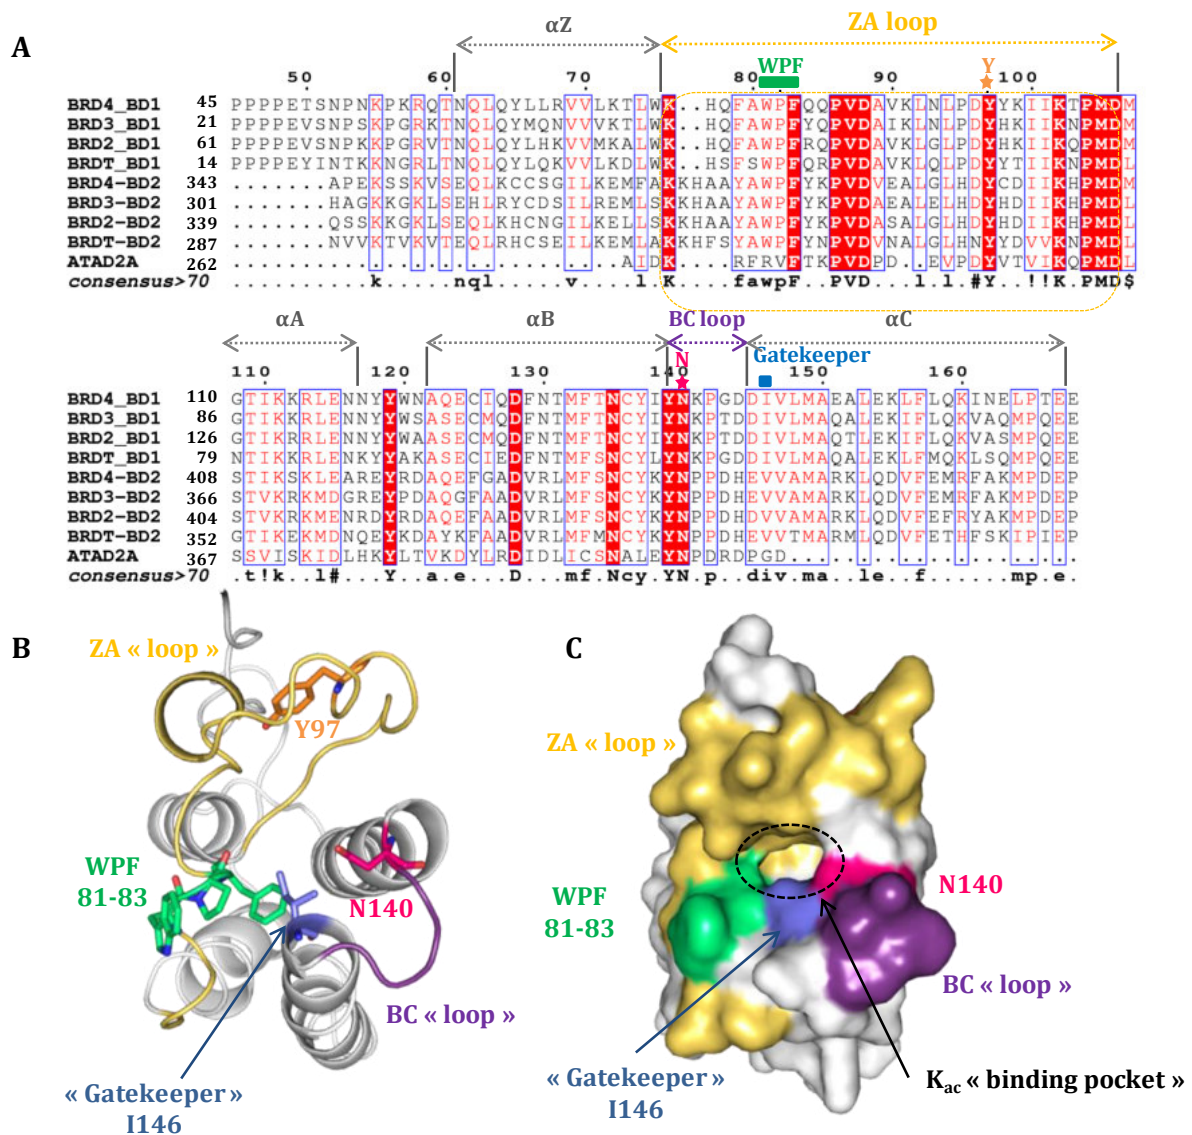 A
αZ
ZA loop
WPF Y
50 60 70 80 90 100
BRD4_BD1 45 PPPPETSNPNKPKRQTNQLQYLLRVVLKTLWK..HQFAWPFQQPVDAVKLNLPDYYKIIKTPMDM
BRD3_BD1 21 PPPPEVSNPSKPGRKTNQLQYMQNVVVKTLWK..HQFAWPFYQPVDAIKLNLPDYHKIIKNPMDM
BRD2_BD1 61 PPPPEVSNPKKPGRVTNQLQYLHKVVMKALWK..HQFAWPFRQPVDAVKLGLPDYHKIIKQPMDM
BRDT_BD1 14 PPPPEYINTKKNGRLTNQLQYLQKVVLKDLWK..HSFSWPFQRPVDAVKLQLPDYYTIIKNPMDL
BRD4-BD2 343 .......APEKSSKVSEQLKCCSGILKEMFAKKHAAYAWPFYKPVDVEALGLHDYCDIIKHPMDM
BRD3-BD2 301 .......HAGKKGKLSEHLRYCDSILREMLSKKHAAYAWPFYKPVDAEALELHDYHDIIKHPMDL
BRD2-BD2 339 .......QSSKKGKLSEQLKHCNGILKELLSKKHAAYAWPFYKPVDASALGLHDYHDIIKHPMDL
BRDT-BD2 287 .......NVVKTVKVTEQLRHCSEILKEMLAKKHFSYAWPFYNPVDVNALGLHNYYDVVKNPMDL
ATAD2A 262 ............................AIDK....RFRVFTKPVDPD..EVPDYVTVIKQPMDL
consensus>70 ..........k.....nql......v.....l.K....fawpF..PVD...l.l.#Y..!!K.PMD$
αA αB BC loop αC
N Gatekeeper
110 120 130 140 150 160
BRD4_BD1 110 GTIKKRLENNYYWNAQECIQDFNTMFTNCYIYNKPGDDIVLMAEALEKLFLQKINELPTEE
BRD3_BD1 86 GTIKKRLENNYYWSASECMQDFNTMFTNCYIYNKPTDDIVLMAQALEKIFLQKVAQMPQEE
BRD2_BD1 126 GTIKRRLENNYYWAASECMQDFNTMFTNCYIYNKPTDDIVLMAQTLEKIFLQKVASMPQEE
BRDT_BD1 79 NTIKKRLENKYYAKASECIEDFNTMFSNCYLYNKPGDDIVLMAQALEKLFMQKLSQMPQEE
BRD4-BD2 408 STIKSKLEAREYRDAQEFGADVRLMFSNCYKYNPPDHEVVAMARKLQDVFEMRFAKMPDEP
BRD3-BD2 366 STVKRKMDGREYPDAQGFAADVRLMFSNCYKYNPPDHEVVAMARKLQDVFEMRFAKMPDEP
BRD2-BD2 404 STVKRKMENRDYRDAQEFAADVRLMFSNCYKYNPPDHDVVAMARKLQDVFEFRYAKMPDEP
BRDT-BD2 352 STIKEKMDNQEYKDAYKFAADVRLMFMNCYKYNPPDHEVVTMARMLQDVFETHFSKIPIEP
ATAD2A 367 SSVISKIDLHKYLTVKDYLRDIDLICSNALEYNPDRDPGD.....................
consensus>70 .t!k..l#...Y..a.e...D...mfNcyYN.p..div.ma..le..f......mp.e.
B
ZA « loop »
Y97
WPF
81-83
N140
BC « loop »
« Gatekeeper »
I146
C
ZA « loop »
WPF
81-83
N140
BC « loop »
« Gatekeeper »
I146
Kac « binding pocket »